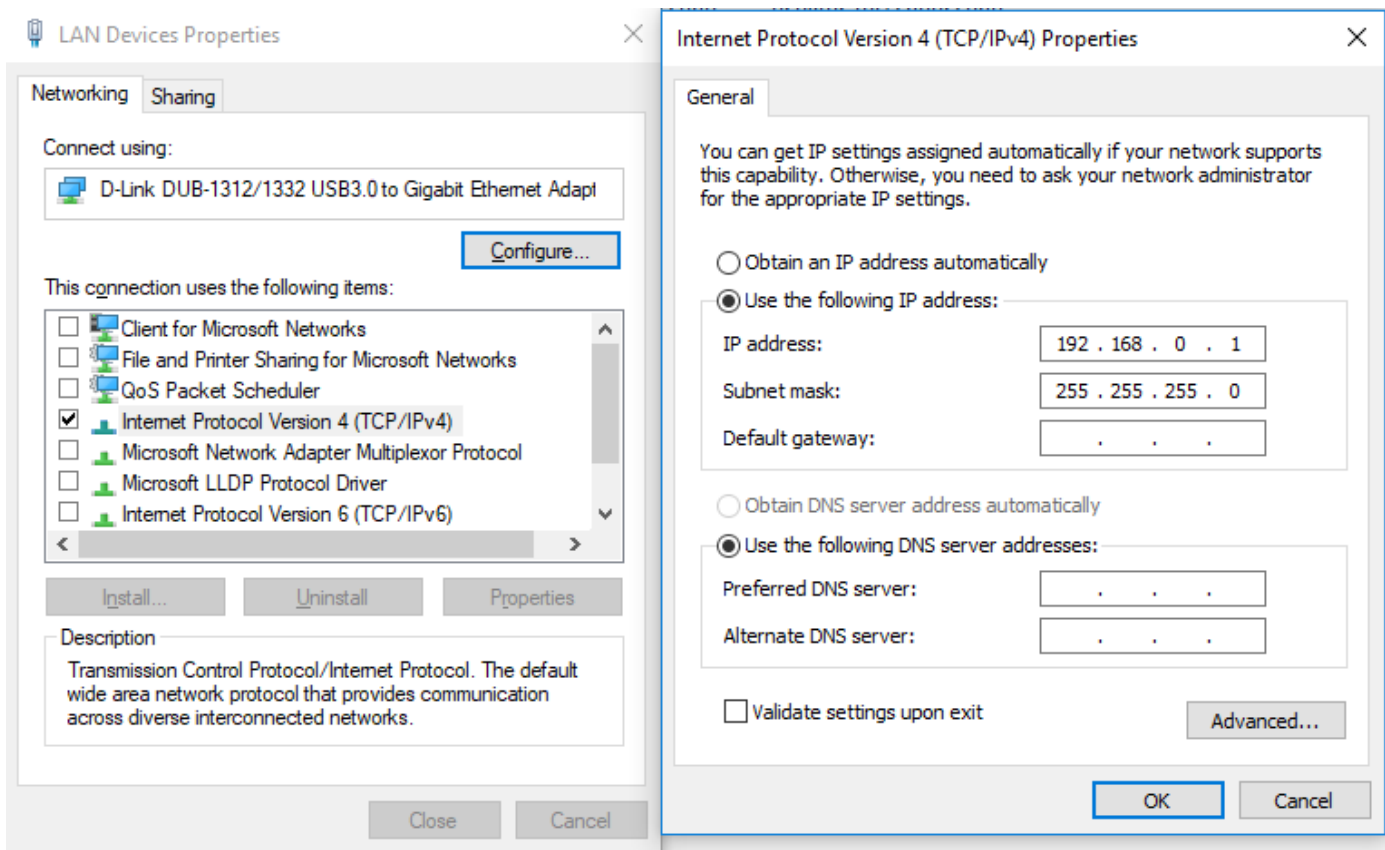 LAN Devices Properties
Networking
Sharing
Connect using:
D-Link DUB-1312/1332 USB3.0 to Gigabit Ethernet Adapt
Configure...
This connection uses the following items:
Client for Microsoft Networks
File and Printer Sharing for Microsoft Networks
QoS Packet Scheduler
Internet Protocol Version 4 (TCP/IPv4)
Microsoft Network Adapter Multiplexor Protocol
Microsoft LLDP Protocol Driver
Internet Protocol Version 6 (TCP/IPv6)
Install...
Uninstall
Properties
Description
Transmission Control Protocol/Internet Protocol. The default
wide area network protocol that provides communication
across diverse interconnected networks.
Close
Cancel
Internet Protocol Version 4 (TCP/IPv4) Properties
General
You can get IP settings assigned automatically if your network supports
this capability. Otherwise, you need to ask your network administrator
for the appropriate IP settings.
Obtain an IP address automatically
Use the following IP address:
IP address:
192 . 168 . 0 . 1
Subnet mask:
255 . 255 . 255 . 0
Default gateway:
. . .
Obtain DNS server address automatically
Use the following DNS server addresses:
Preferred DNS server:
. . .
Alternate DNS server:
. . .
Validate settings upon exit
Advanced...
OK
Cancel